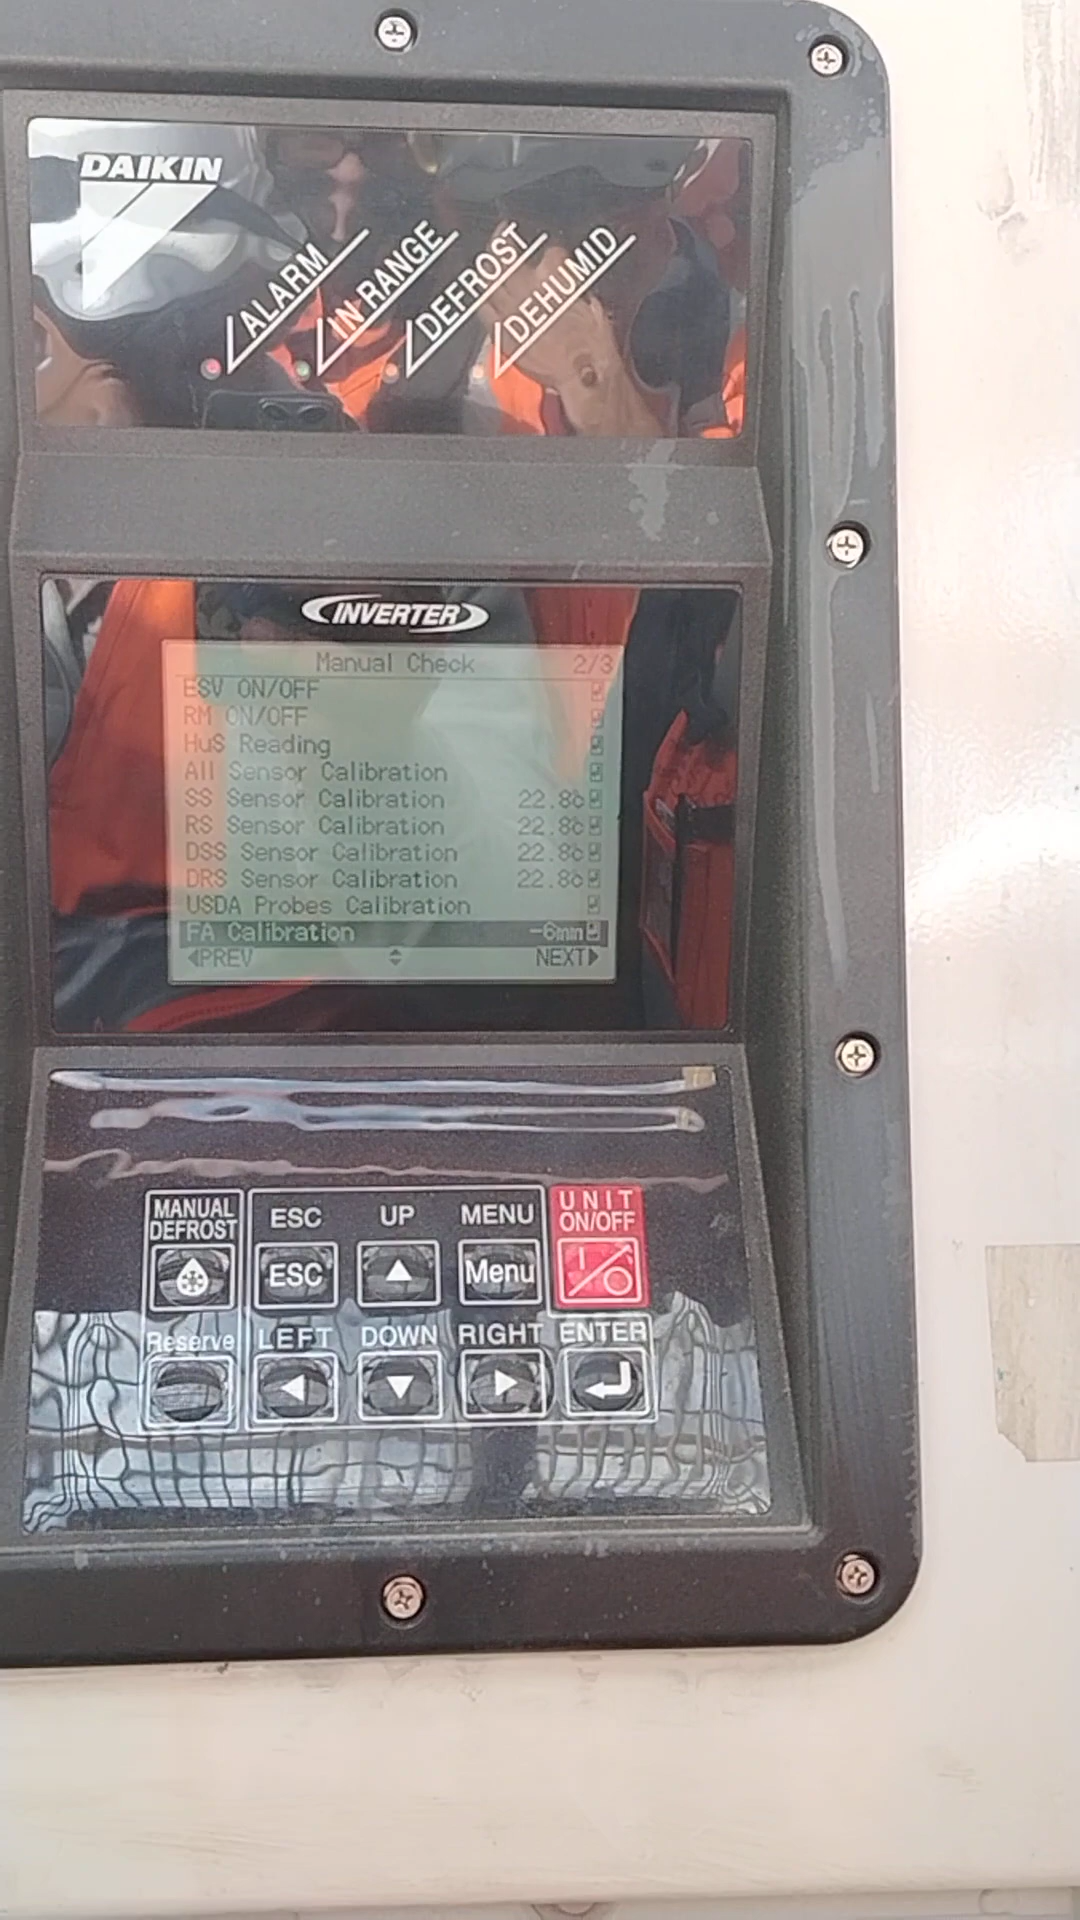 DAIKIN
ALARM
IN RANGE
DEFROST
DEHUMID
INVERTER
Manual Check 2/3
ESV ON/OFF
RM ON/OFF
HuS Reading
All Sensor Calibration
SS Sensor Calibration 22.8c
RS Sensor Calibration 22.8c
DSS Sensor Calibration 22.8c
DRS Sensor Calibration 22.8c
USDA Probes Calibration
FA Calibration -6mm
PREV NEXT
MANUAL DEFROST ESC UP MENU UNIT ON/OFF
ESC Menu I/O
Reserve LEFT DOWN RIGHT ENTER